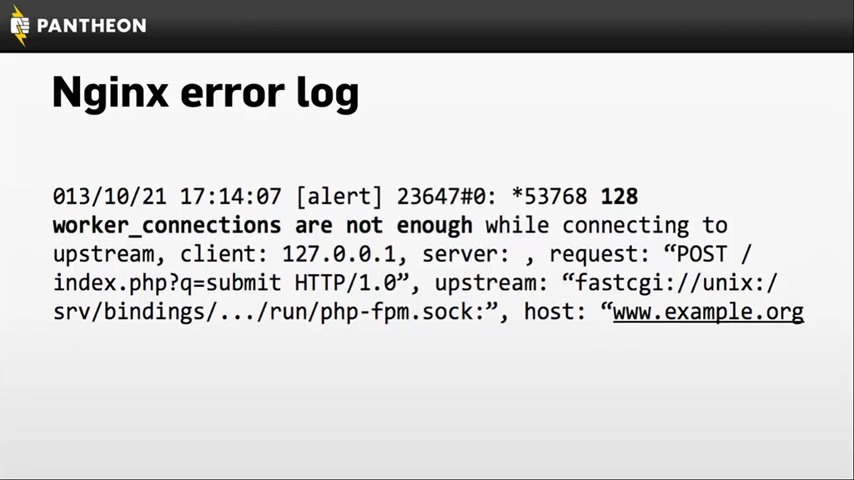 PANTHEON
Nginx error log
013/10/21 17:14:07 [alert] 23647#0: *53768 128
worker_connections are not enough while connecting to
upstream, client: 127.0.0.1, server: , request: “POST /
index.php?q=submit HTTP/1.0”, upstream: “fastcgi://unix:/
srv/bindings/.../run/php-fpm.sock:”, host: “www.example.org